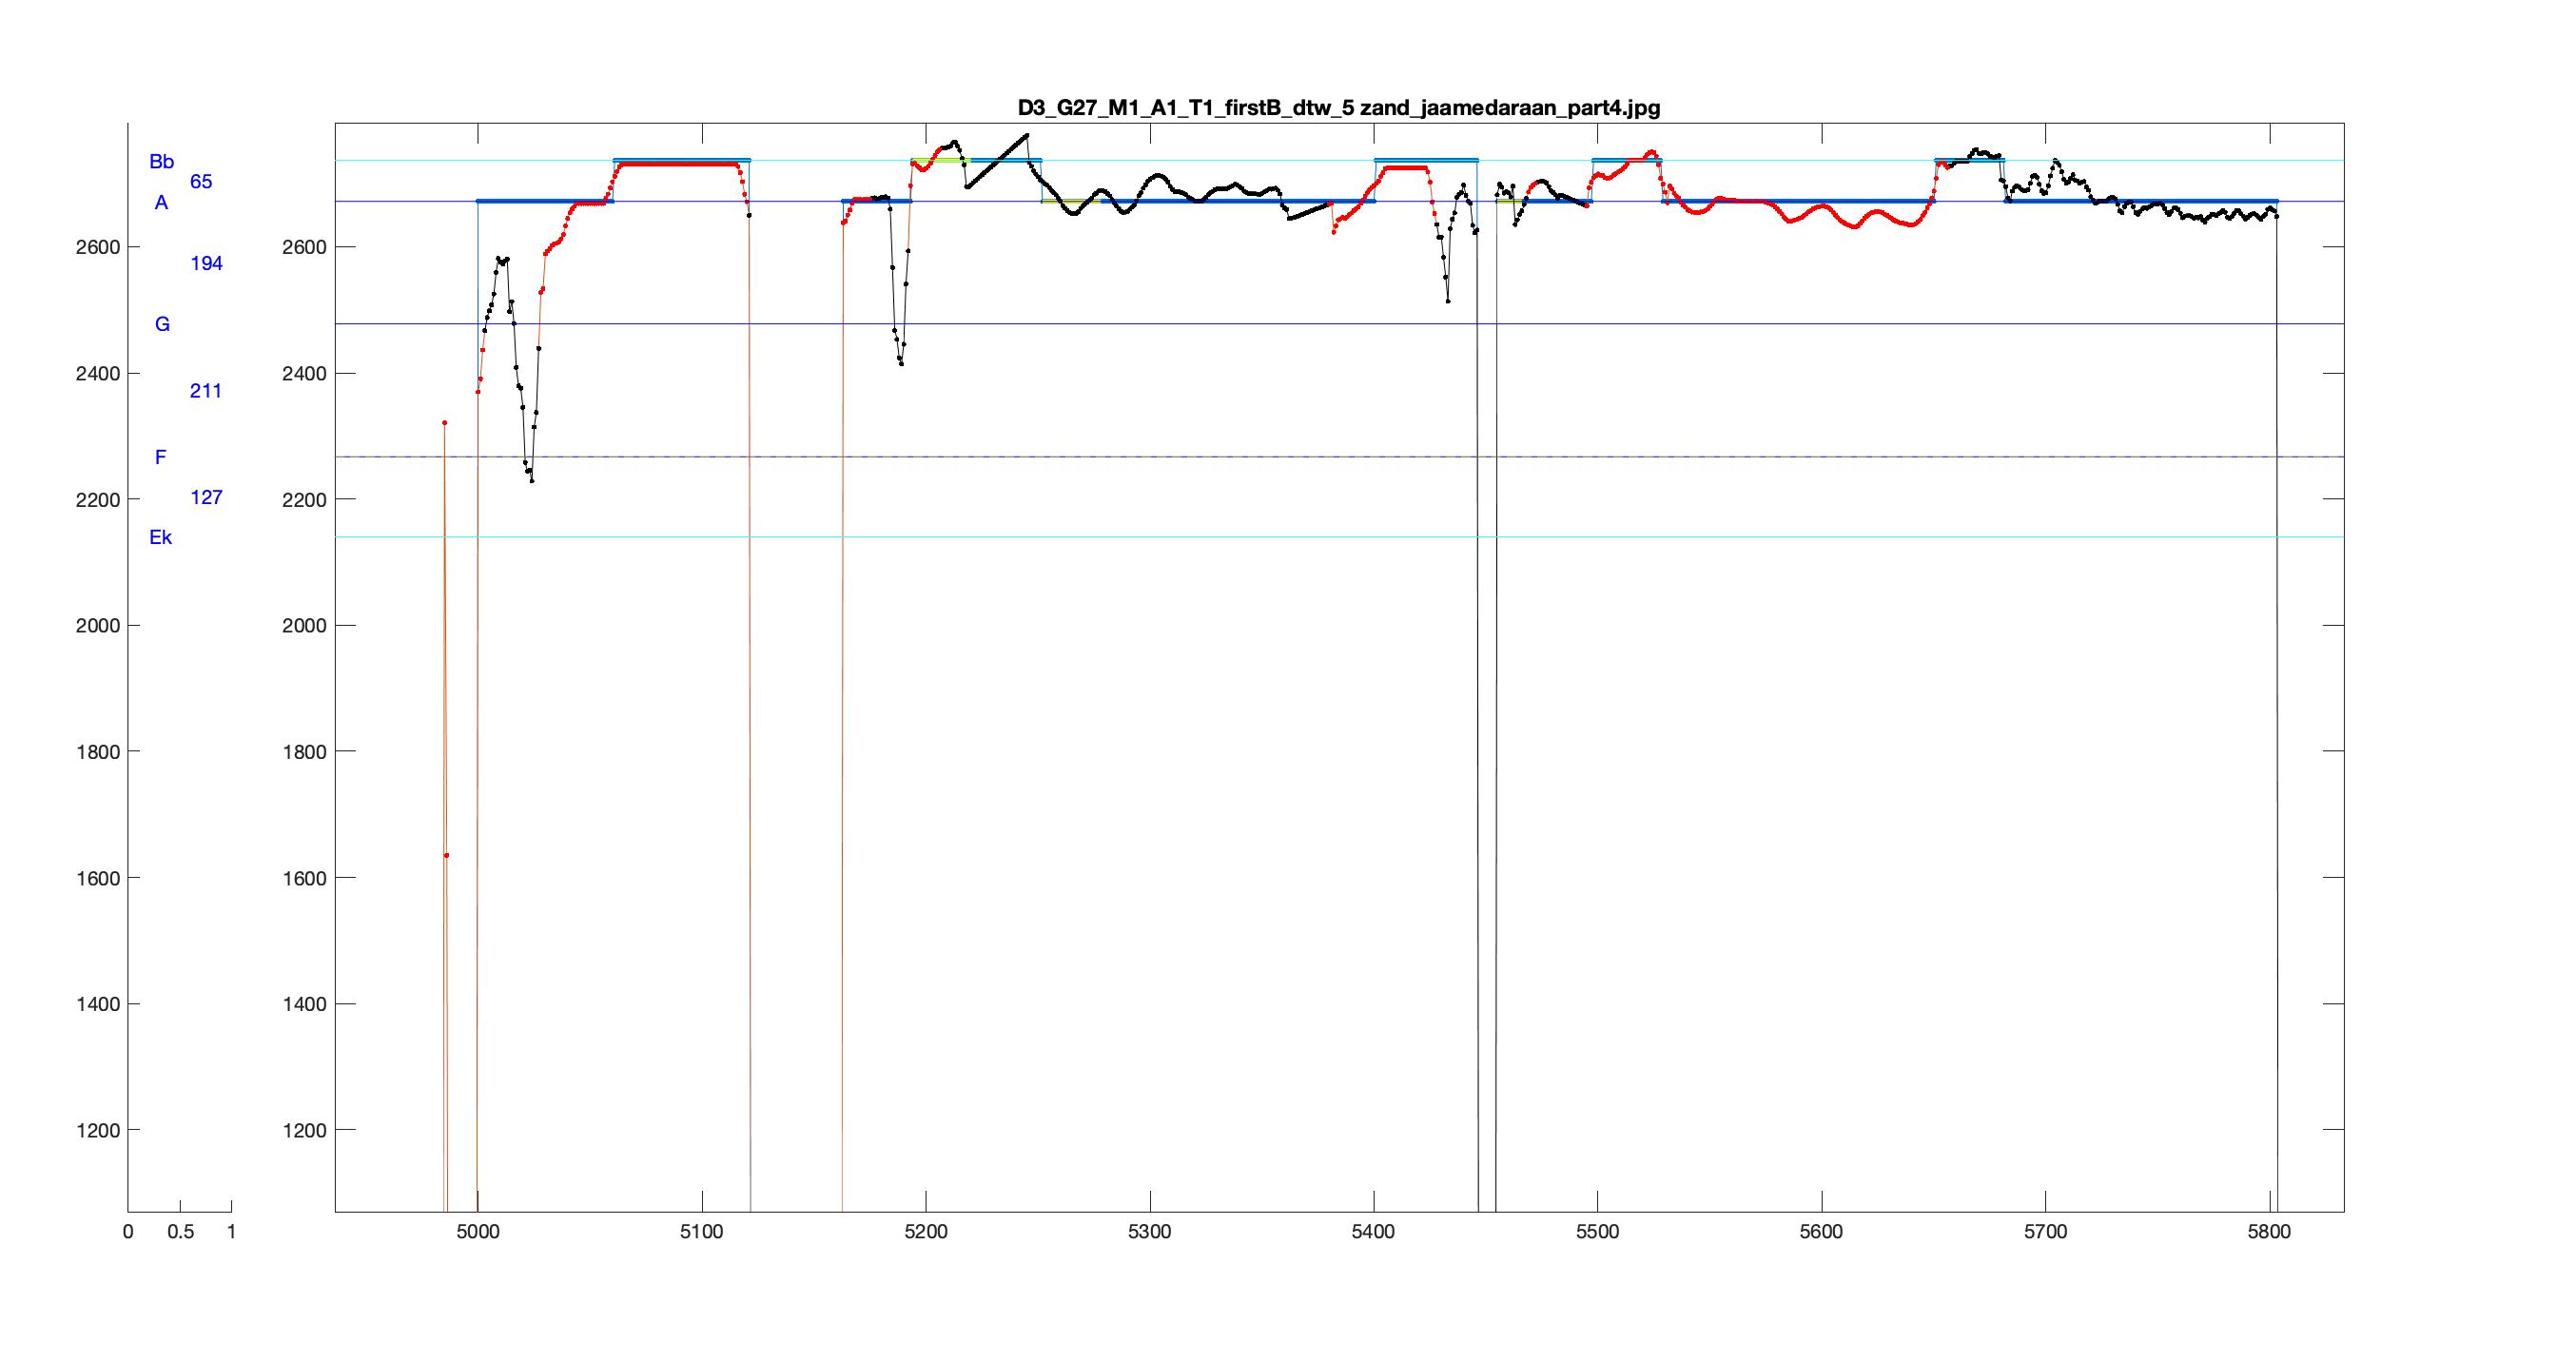 D3_G27_M1_A1_T1_firstB_dtw_5 zand_jaamedaraan_part4.jpg
Bb
65
A
2600 2600
194
G
2400 2400
211
F
2200 127 2200
Ek
2000 2000
1800 1800
1600 1600
1400 1400
1200 1200
0 0.5 1 5000 5100 5200 5300 5400 5500 5600 5700 5800